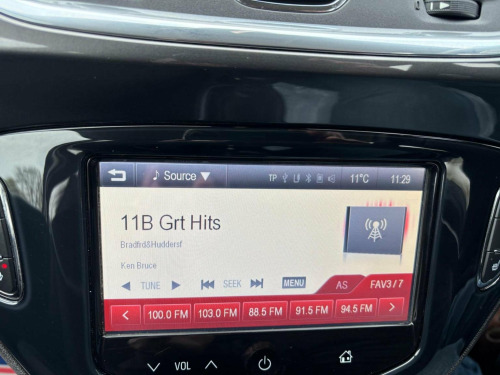 Source TP 11°C 11:29
11B Grt Hits
Bradfrd&Huddersf
Ken Bruce
TUNE SEEK MENU AS FAV3 / 7
100.0 FM 103.0 FM 88.5 FM 91.5 FM 94.5 FM
VOL